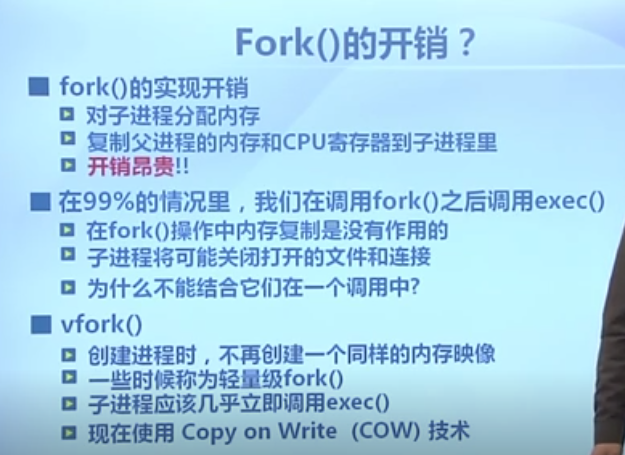 Fork()的开销？
fork()的实现开销
对子进程分配内存
复制父进程的内存和CPU寄存器到子进程里
开销昂贵!!
在99%的情况里，我们在调用fork()之后调用exec()
在fork()操作中内存复制是没有作用的
子进程将可能关闭打开的文件和连接
为什么不能结合它们在一个调用中?
vfork()
创建进程时，不再创建一个同样的内存映像
一些时候称为轻量级fork()
子进程应该几乎立即调用exec()
现在使用 Copy on Write (COW) 技术